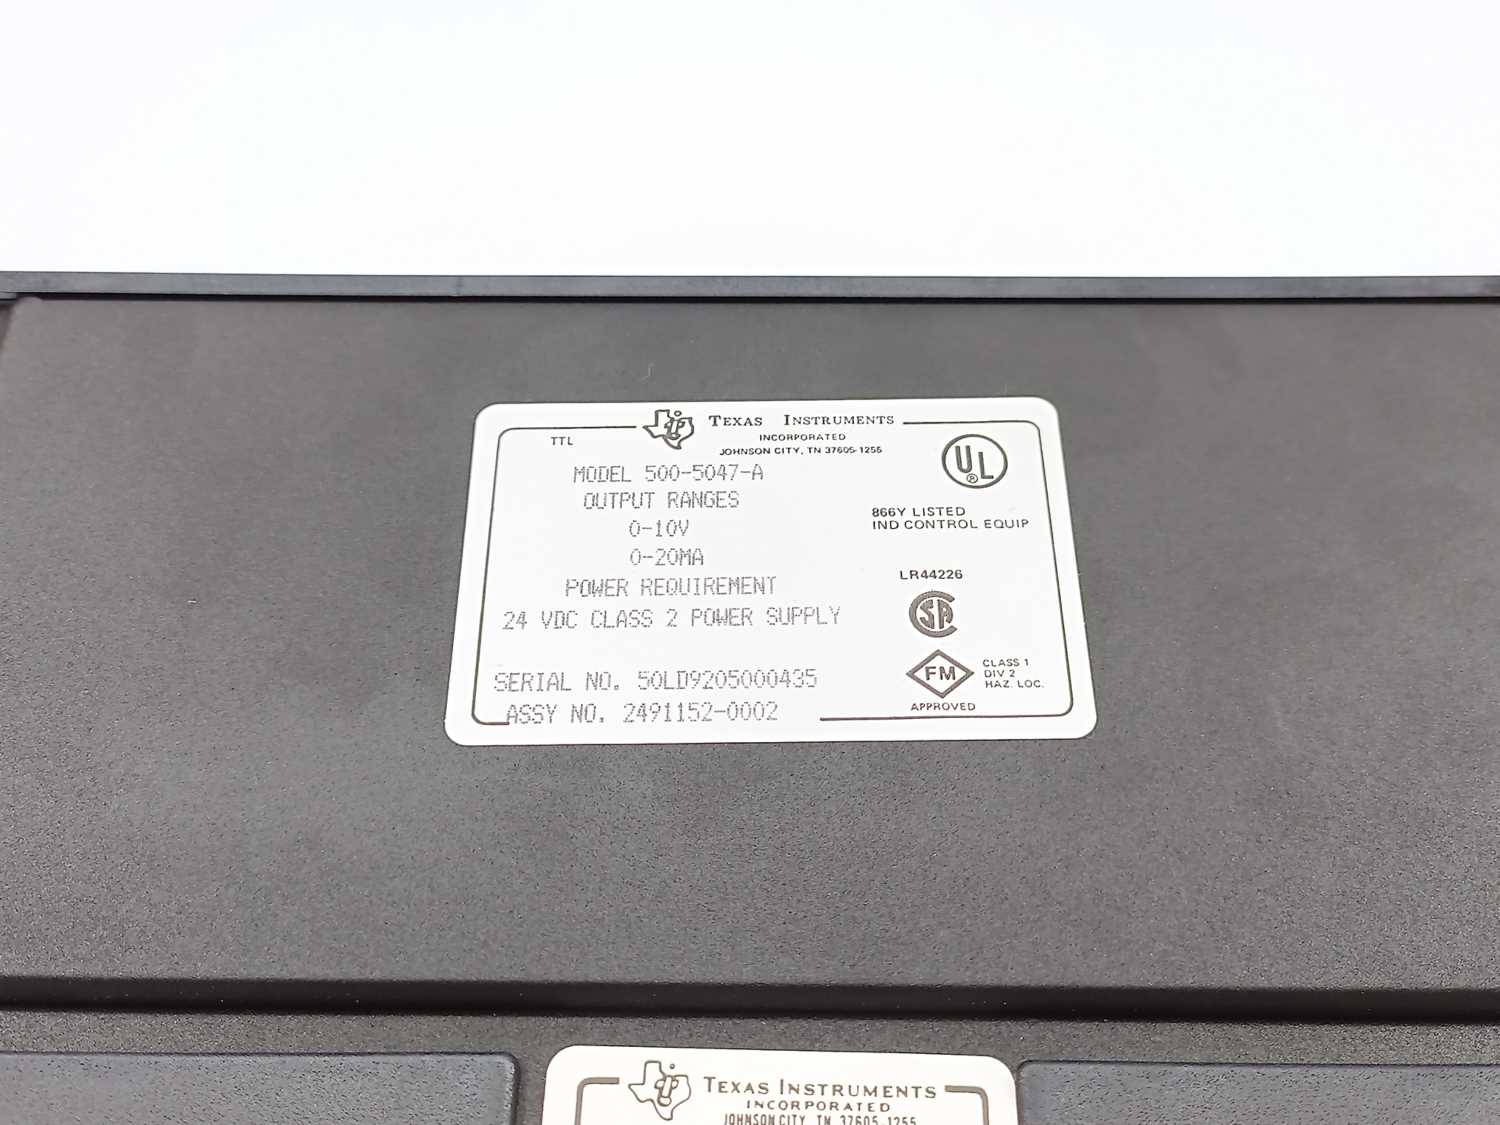 TTL
TEXAS INSTRUMENTS
INCORPORATED
JOHNSON CITY, TN 37605-1255
MODEL 500-5047-A
OUTPUT RANGES
0-10V
0-20MA
POWER REQUIREMENT
24 VDC CLASS 2 POWER SUPPLY
SERIAL NO. 50LD9205000435
ASSY NO. 2491152-0002
UL
®
866Y LISTED
IND CONTROL EQUIP
LR44226
CSA
FM
APPROVED
CLASS 1
DIV 2
HAZ. LOC.
TEXAS INSTRUMENTS
INCORPORATED
JOHNSON CITY, TN 37605-1255